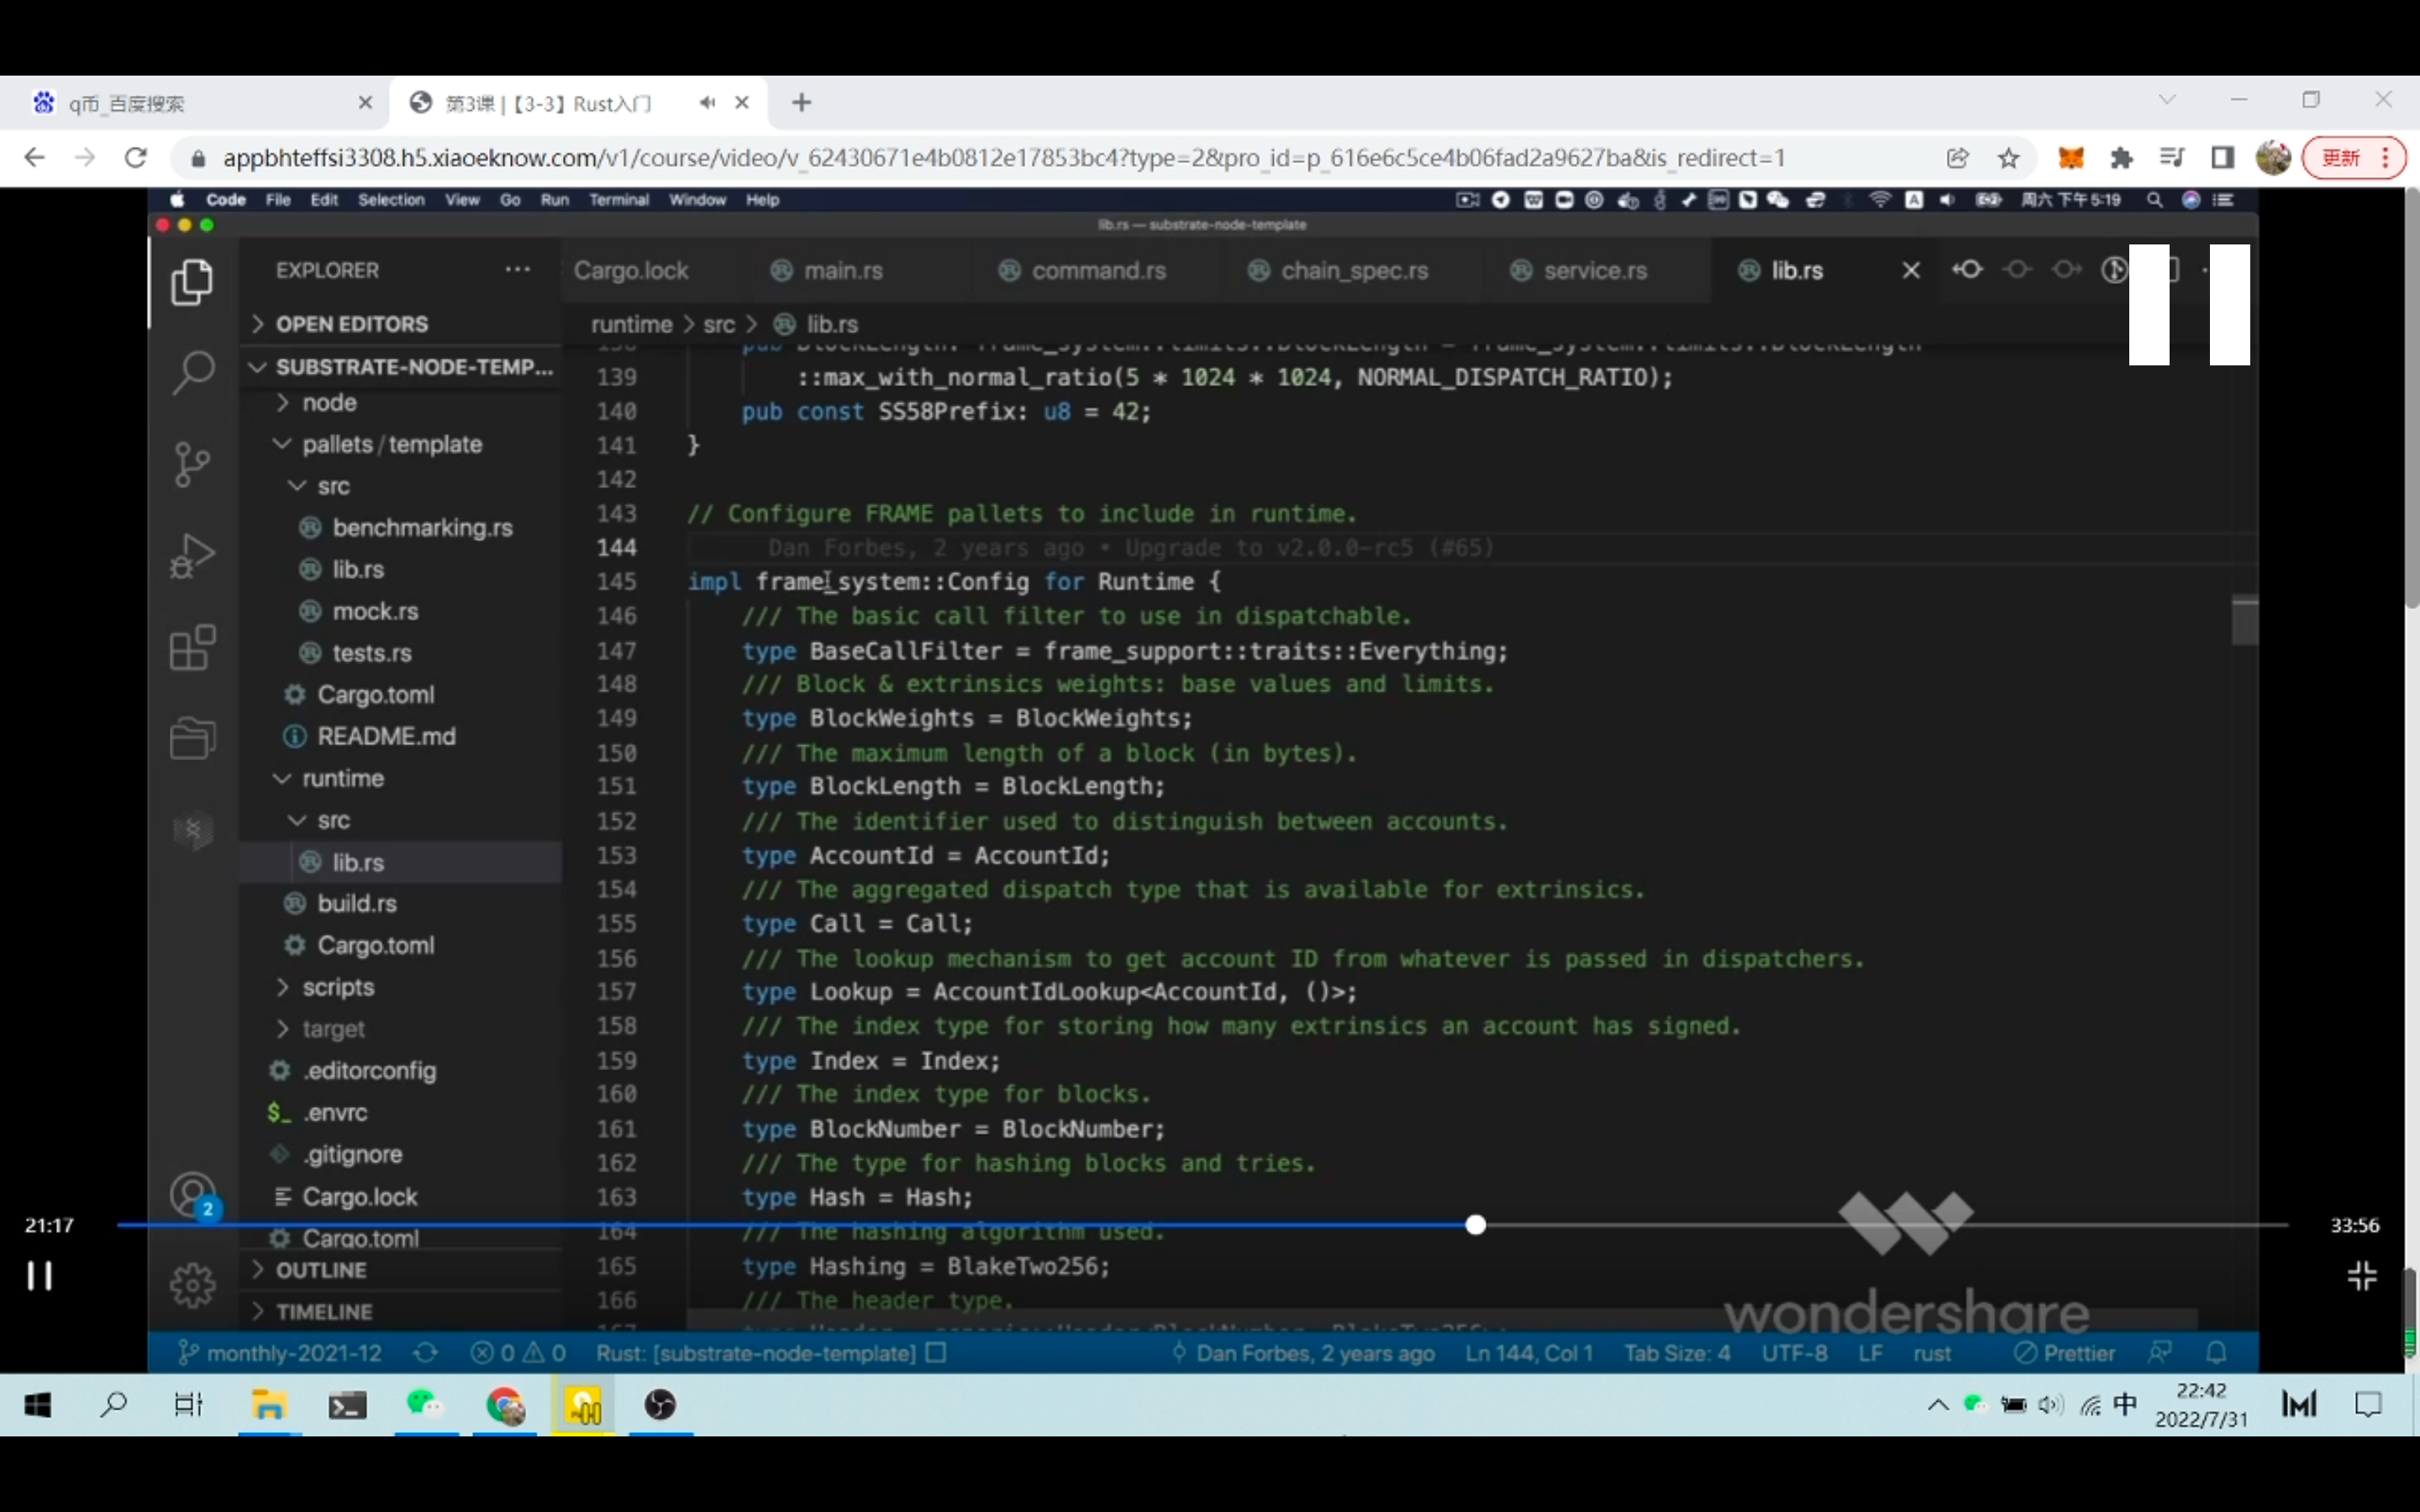 q币_百度搜索
第3课 | 【3-3】Rust入门
appbhteffsi3308.h5.xiaoeknow.com/v1/course/video/v_62430671e4b0812e17853bc4?type=2&pro_id=p_616e6c5ce4b06fad2a9627ba&is_redirect=1
更新
Code File Edit Selection View Go Run Terminal Window Help
周六 下午5:19
lib.rs — substrate-node-template
EXPLORER
Cargo.lock main.rs command.rs chain_spec.rs service.rs lib.rs
OPEN EDITORS
runtime > src > lib.rs
SUBSTRATE-NODE-TEMP...
node
pallets / template
src
benchmarking.rs
lib.rs
mock.rs
tests.rs
Cargo.toml
README.md
runtime
src
lib.rs
build.rs
Cargo.toml
scripts
target
.editorconfig
.envrc
.gitignore
Cargo.lock
Cargo.toml
OUTLINE
TIMELINE
2
138 pub BlockLength: frame_system::limits::BlockLength = frame_system::limits::BlockLength
139 ::max_with_normal_ratio(5 * 1024 * 1024, NORMAL_DISPATCH_RATIO);
140 pub const SS58Prefix: u8 = 42;
141 }
142
143 // Configure FRAME pallets to include in runtime.
144 Dan Forbes, 2 years ago • Upgrade to v2.0.0-rc5 (#65)
145 impl frame_system::Config for Runtime {
146 /// The basic call filter to use in dispatchable.
147 type BaseCallFilter = frame_support::traits::Everything;
148 /// Block & extrinsics weights: base values and limits.
149 type BlockWeights = BlockWeights;
150 /// The maximum length of a block (in bytes).
151 type BlockLength = BlockLength;
152 /// The identifier used to distinguish between accounts.
153 type AccountId = AccountId;
154 /// The aggregated dispatch type that is available for extrinsics.
155 type Call = Call;
156 /// The lookup mechanism to get account ID from whatever is passed in dispatchers.
157 type Lookup = AccountIdLookup<AccountId, ()>;
158 /// The index type for storing how many extrinsics an account has signed.
159 type Index = Index;
160 /// The index type for blocks.
161 type BlockNumber = BlockNumber;
162 /// The type for hashing blocks and tries.
163 type Hash = Hash;
164 /// The hashing algorithm used.
165 type Hashing = BlakeTwo256;
166 /// The header type.
21:17
33:56
wondershare
monthly-2021-12 0 0 Rust: [substrate-node-template] Dan Forbes, 2 years ago Ln 144, Col 1 Tab Size: 4 UTF-8 LF rust Prettier
中
22:42
2022/7/31